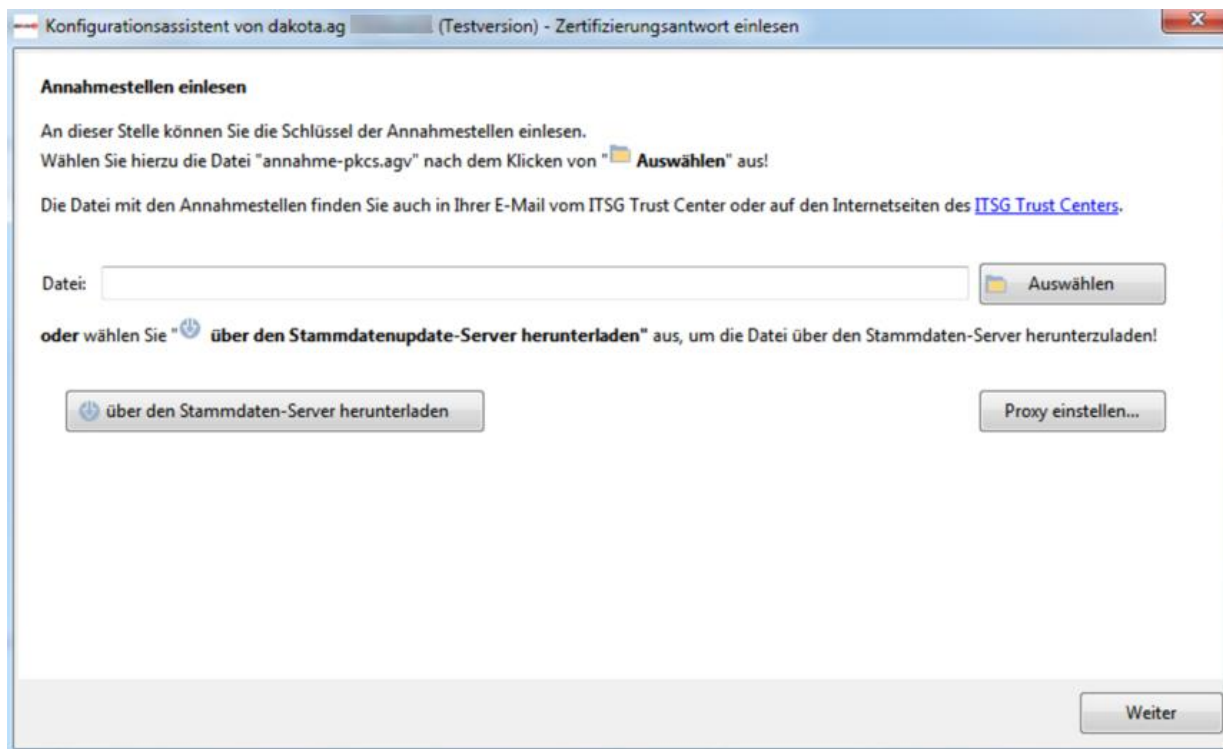 Konfigurationsassistent von dakota.ag (Testversion) - Zertifizierungsantwort einlesen
Annahmestellen einlesen
An dieser Stelle können Sie die Schlüssel der Annahmestellen einlesen.
Wählen Sie hierzu die Datei "annahme-pkcs.agv" nach dem Klicken von " Auswählen" aus!
Die Datei mit den Annahmestellen finden Sie auch in Ihrer E-Mail vom ITSG Trust Center oder auf den Internetseiten des ITSG Trust Centers.
Datei: Auswählen
oder wählen Sie " über den Stammdatenupdate-Server herunterladen" aus, um die Datei über den Stammdaten-Server herunterzuladen!
über den Stammdaten-Server herunterladen Proxy einstellen...
Weiter